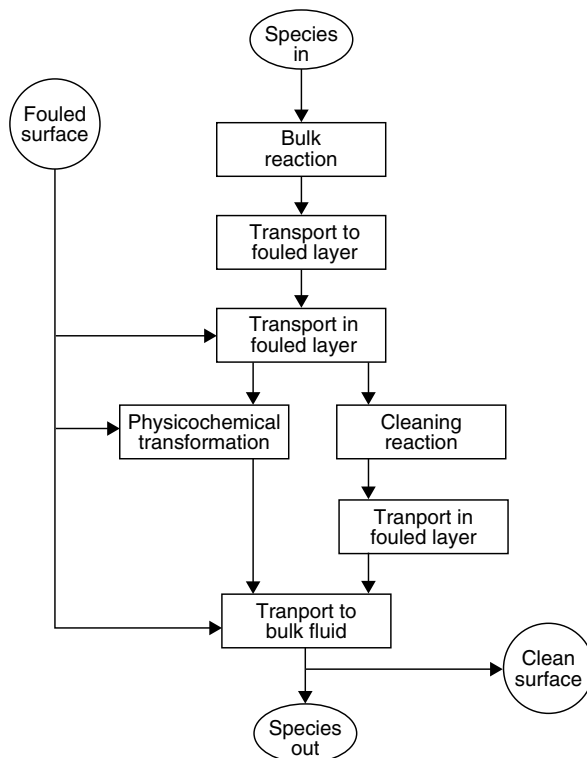 Species
in
Fouled
surface
Bulk
reaction
Transport to
fouled layer
Transport in
fouled layer
Physicochemical
transformation
Cleaning
reaction
Tranport in
fouled layer
Tranport to
bulk fluid
Clean
surface
Species
out